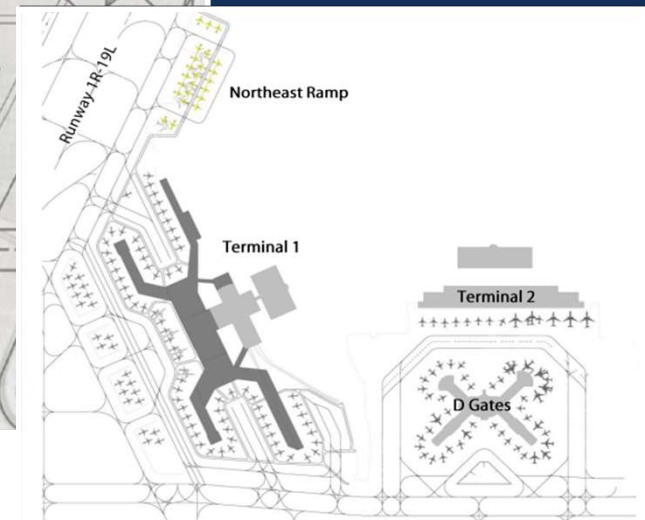 Runway 1R-19L
Northeast Ramp
Terminal 1
Terminal 2
D Gates